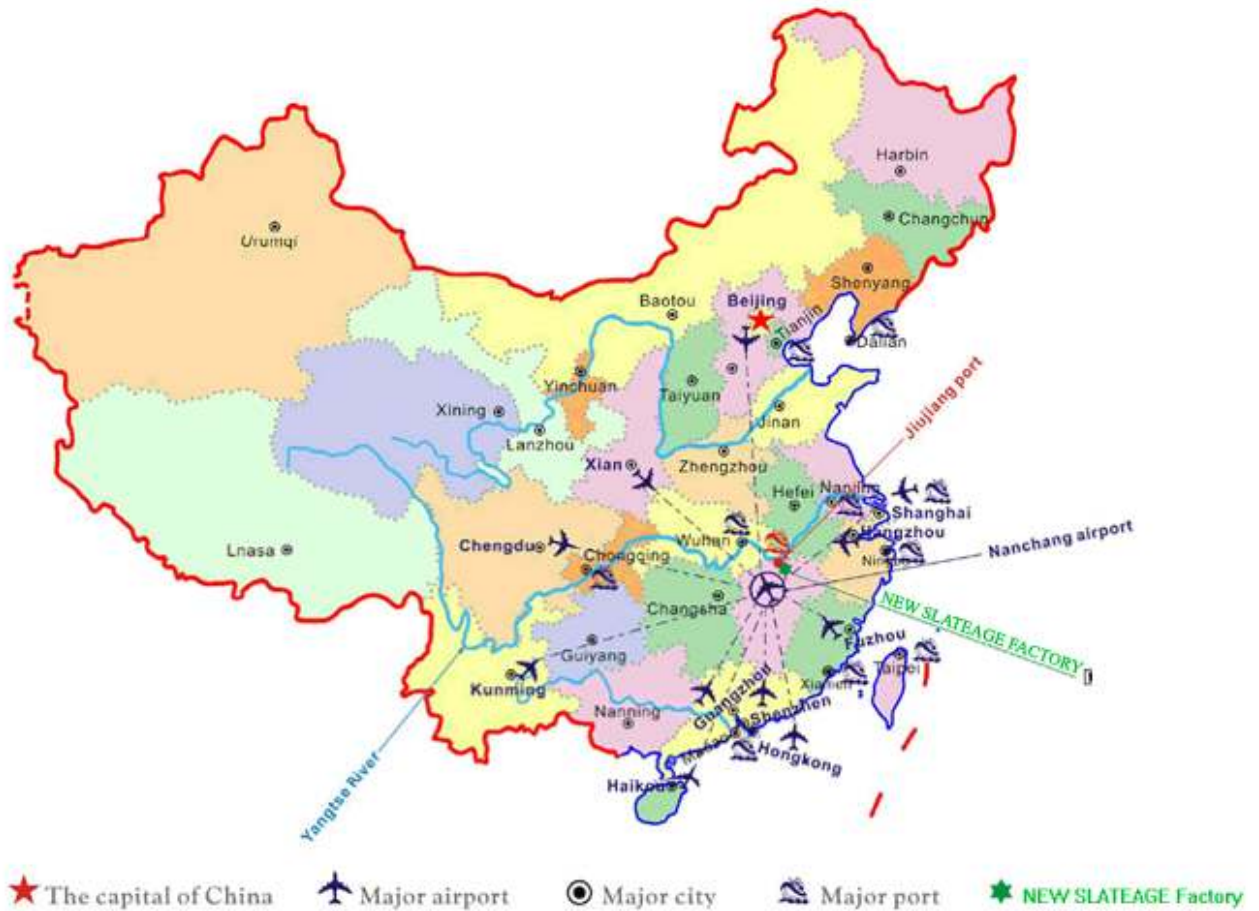 Harbin
Changchun
Urumqi
Shenyang
Baotou
Beijing
Tianjin
Dalian
Yinchuan
Taiyuan
Xining
Jinan
Lanzhou
Jiujiang port
Xian
Zhengzhou
Hefei
Nanjing
Shanghai
Hangzhou
Nanchang airport
Lnasa
Chengdu
Chongqing
Wuhan
Changsha
NEW SLATEAGE FACTORY
Fuzhou
Guiyang
Taipei
Kunming
Guangzhou
Shenzhen
Nanning
Hongkong
Haikou
Yangtse River
The capital of China
Major airport
Major city
Major port
NEW SLATEAGE Factory